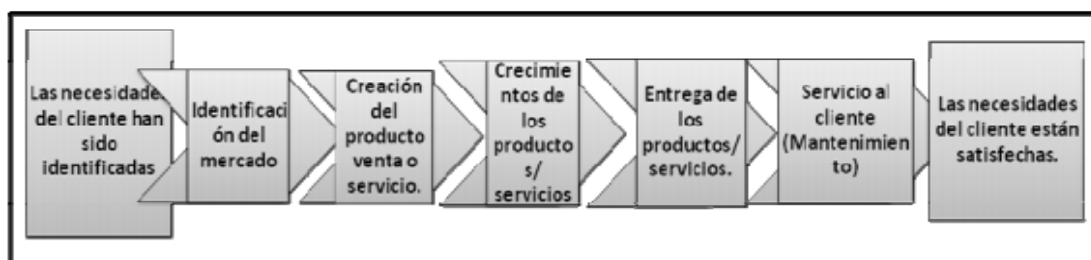 Las necesidades
del cliente han
sido
identificadas
Identificaci
ón del
mercado
Creación
del
producto
venta o
servicio.
Crecimie
ntos de
los
producto
s/
servicios
Entrega de
los
productos/
servicios.
Servicio al
cliente
(Mantenimien
to)
Las necesidades
del cliente están
satisfechas.